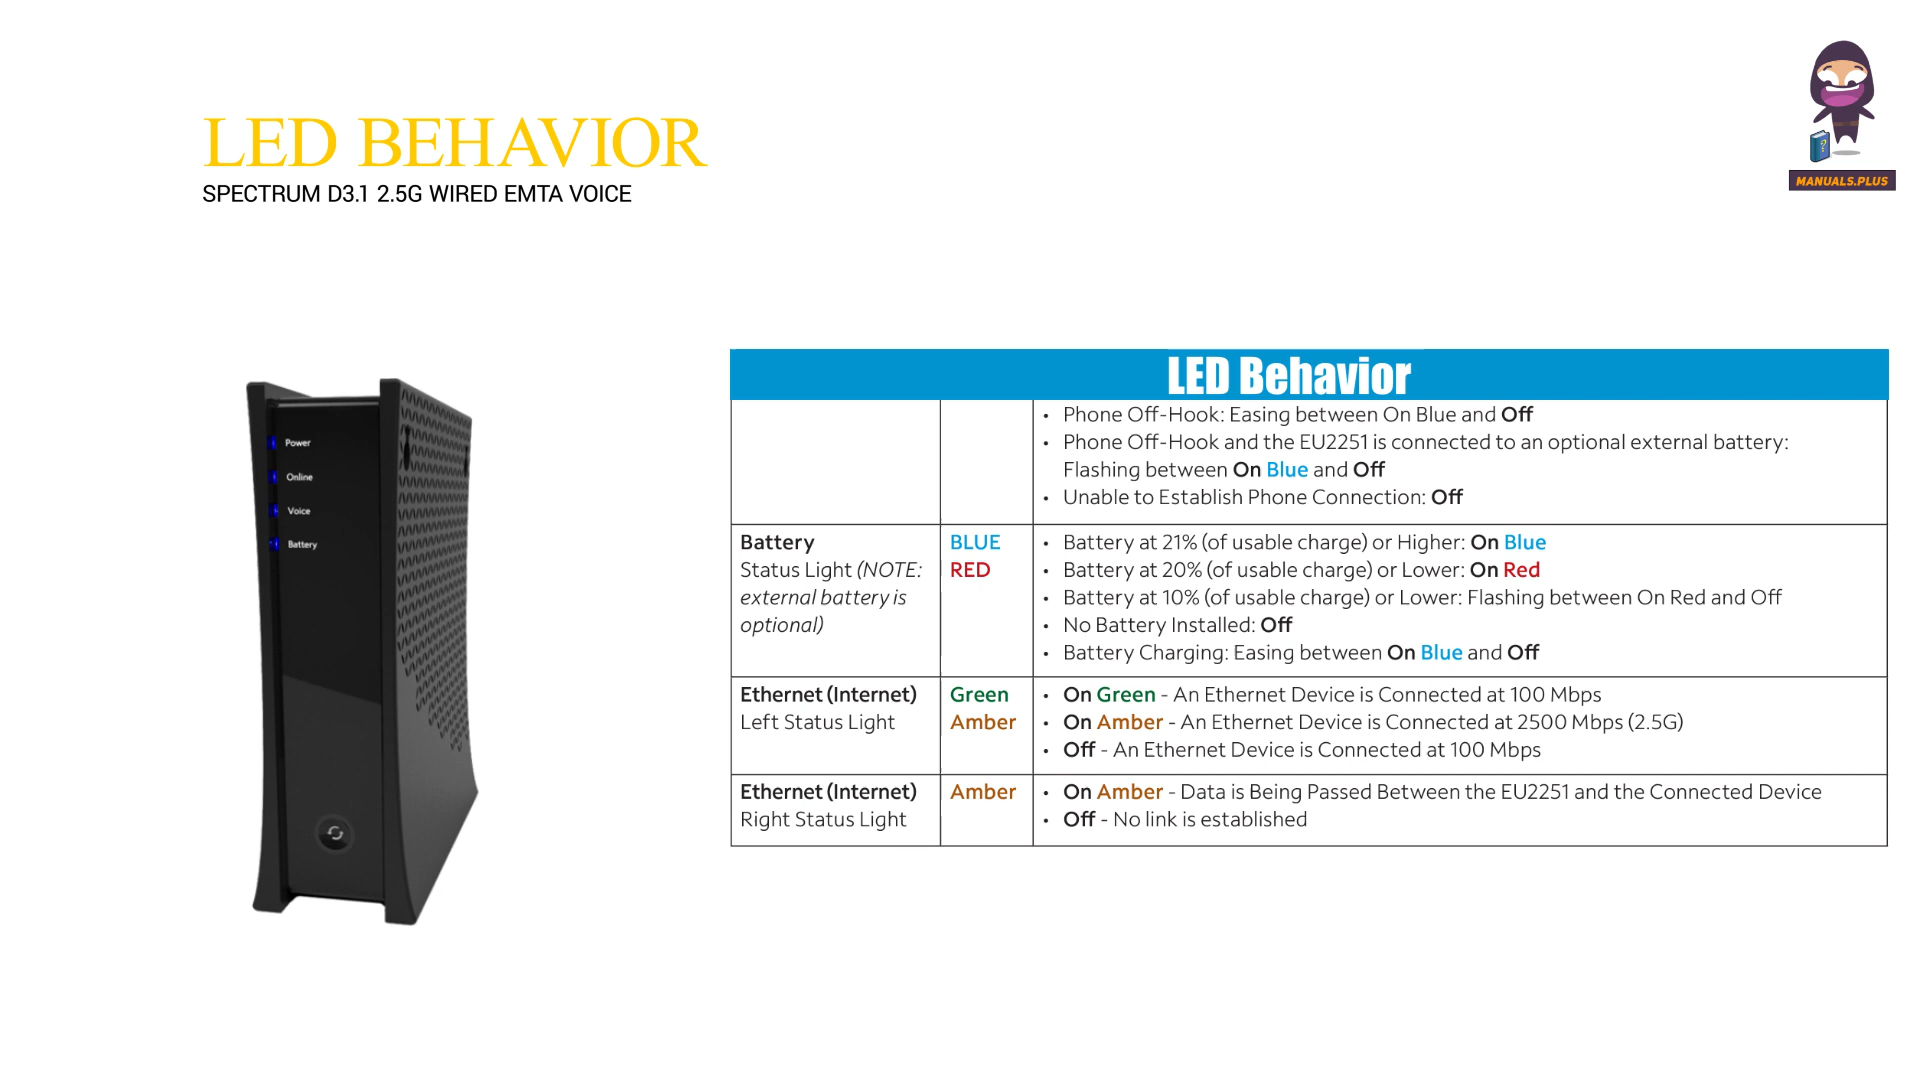 LED BEHAVIOR
SPECTRUM D3.1 2.5G WIRED EMTA VOICE
?
MANUALS.PLUS
Power
Online
Voice
Battery
LED Behavior
• Phone Off-Hook: Easing between On Blue and Off
• Phone Off-Hook and the EU2251 is connected to an optional external battery:
Flashing between On Blue and Off
• Unable to Establish Phone Connection: Off
Battery
Status Light (NOTE:
external battery is
optional)
BLUE
RED
• Battery at 21% (of usable charge) or Higher: On Blue
• Battery at 20% (of usable charge) or Lower: On Red
• Battery at 10% (of usable charge) or Lower: Flashing between On Red and Off
• No Battery Installed: Off
• Battery Charging: Easing between On Blue and Off
Ethernet (Internet)
Left Status Light
Green
Amber
• On Green - An Ethernet Device is Connected at 100 Mbps
• On Amber - An Ethernet Device is Connected at 2500 Mbps (2.5G)
• Off - An Ethernet Device is Connected at 100 Mbps
Ethernet (Internet)
Right Status Light
Amber
• On Amber - Data is Being Passed Between the EU2251 and the Connected Device
• Off - No link is established